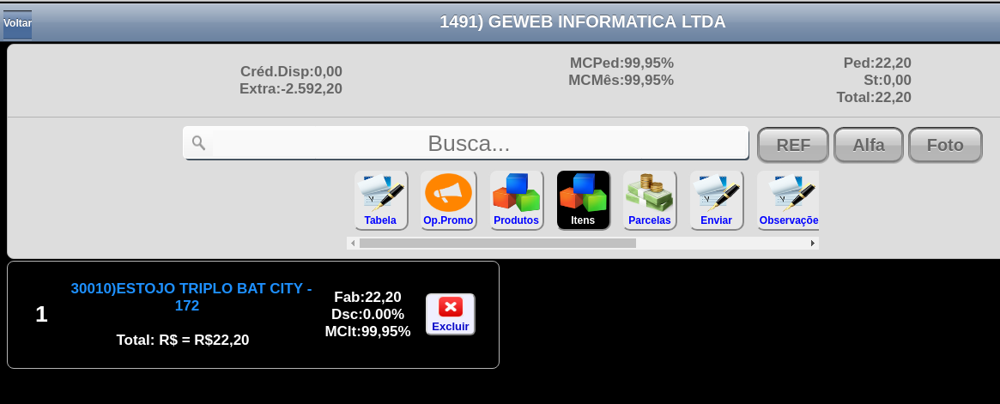 Voltar
1491) GEWEB INFORMATICA LTDA
Créd.Disp:0,00
Extra:-2.592,20
MCPed:99,95%
MCMês:99,95%
Ped:22,20
St:0,00
Total:22,20
Busca...
REF
Alfa
Foto
Tabela
Op.Promo
Produtos
Itens
Parcelas
Enviar
Observaçõe
1
30010)ESTOJO TRIPLO BAT CITY -
172
Total: R$ = R$22,20
Fab:22,20
Dsc:0.00%
MCIt:99,95%
Excluir